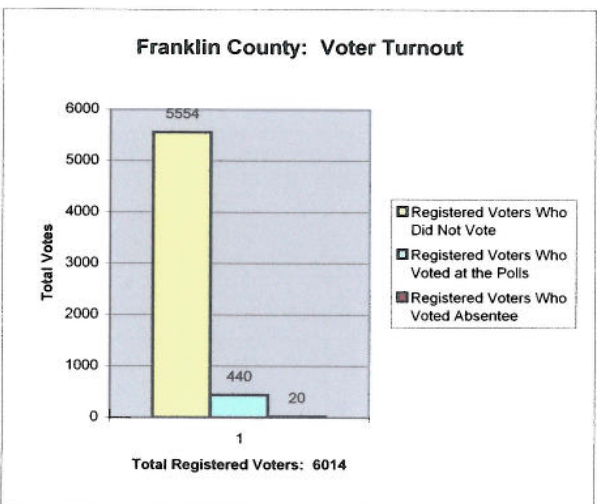 Franklin County: Voter Turnout
6000
5000
4000
3000
2000
1000
0
Total Votes
5554
440
20
1
Total Registered Voters: 6014
Registered Voters Who
Did Not Vote
Registered Voters Who
Voted at the Polls
Registered Voters Who
Voted Absentee